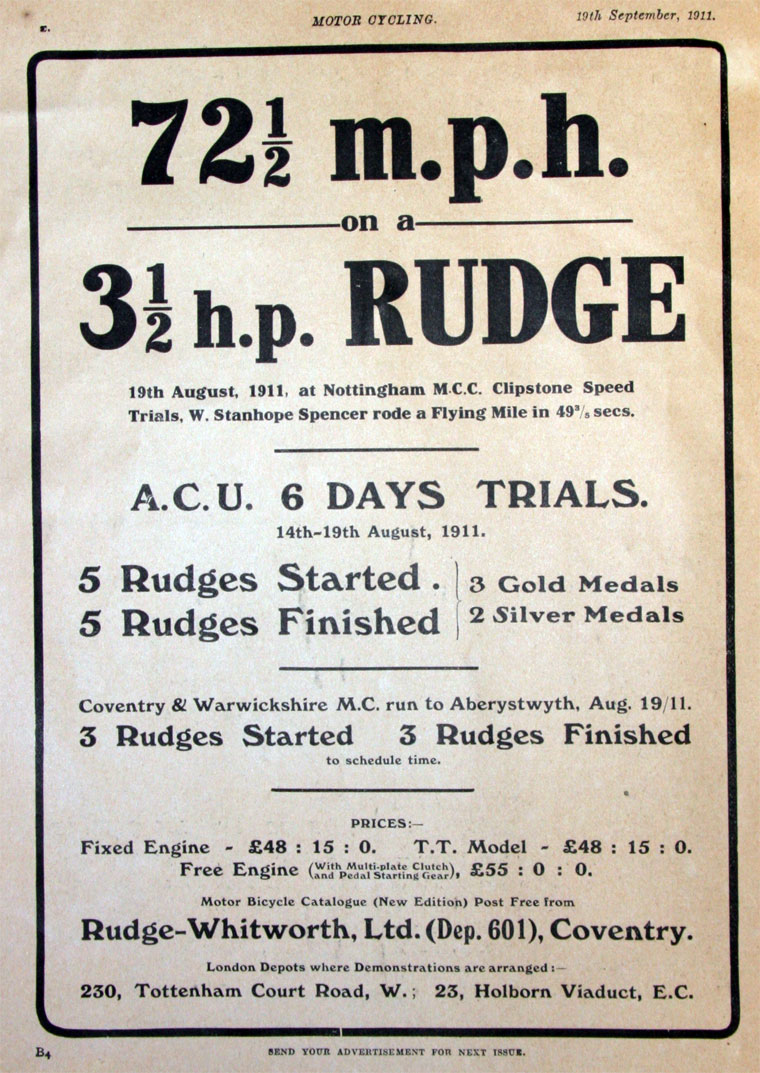 E.
MOTOR CYCLING.
19th September, 1911.
72½ m.p.h.
on a
3½ h.p. RUDGE
19th August, 1911, at Nottingham M.C.C. Clipstone Speed
Trials, W. Stanhope Spencer rode a Flying Mile in 49³/₅ secs.
A.C.U. 6 DAYS TRIALS.
14th-19th August, 1911.
5 Rudges Started .
5 Rudges Finished
3 Gold Medals
2 Silver Medals
Coventry & Warwickshire M.C. run to Aberystwyth, Aug. 19/11.
3 Rudges Started 3 Rudges Finished
to schedule time.
PRICES:—
Fixed Engine - £48 : 15 : 0. T.T. Model - £48 : 15 : 0.
Free Engine (With Multi-plate Clutch and Pedal Starting Gear), £55 : 0 : 0.
Motor Bicycle Catalogue (New Edition) Post Free from
Rudge-Whitworth, Ltd. (Dep. 601), Coventry.
London Depots where Demonstrations are arranged :—
230, Tottenham Court Road, W.; 23, Holborn Viaduct, E.C.
B4
SEND YOUR ADVERTISEMENT FOR NEXT ISSUE.